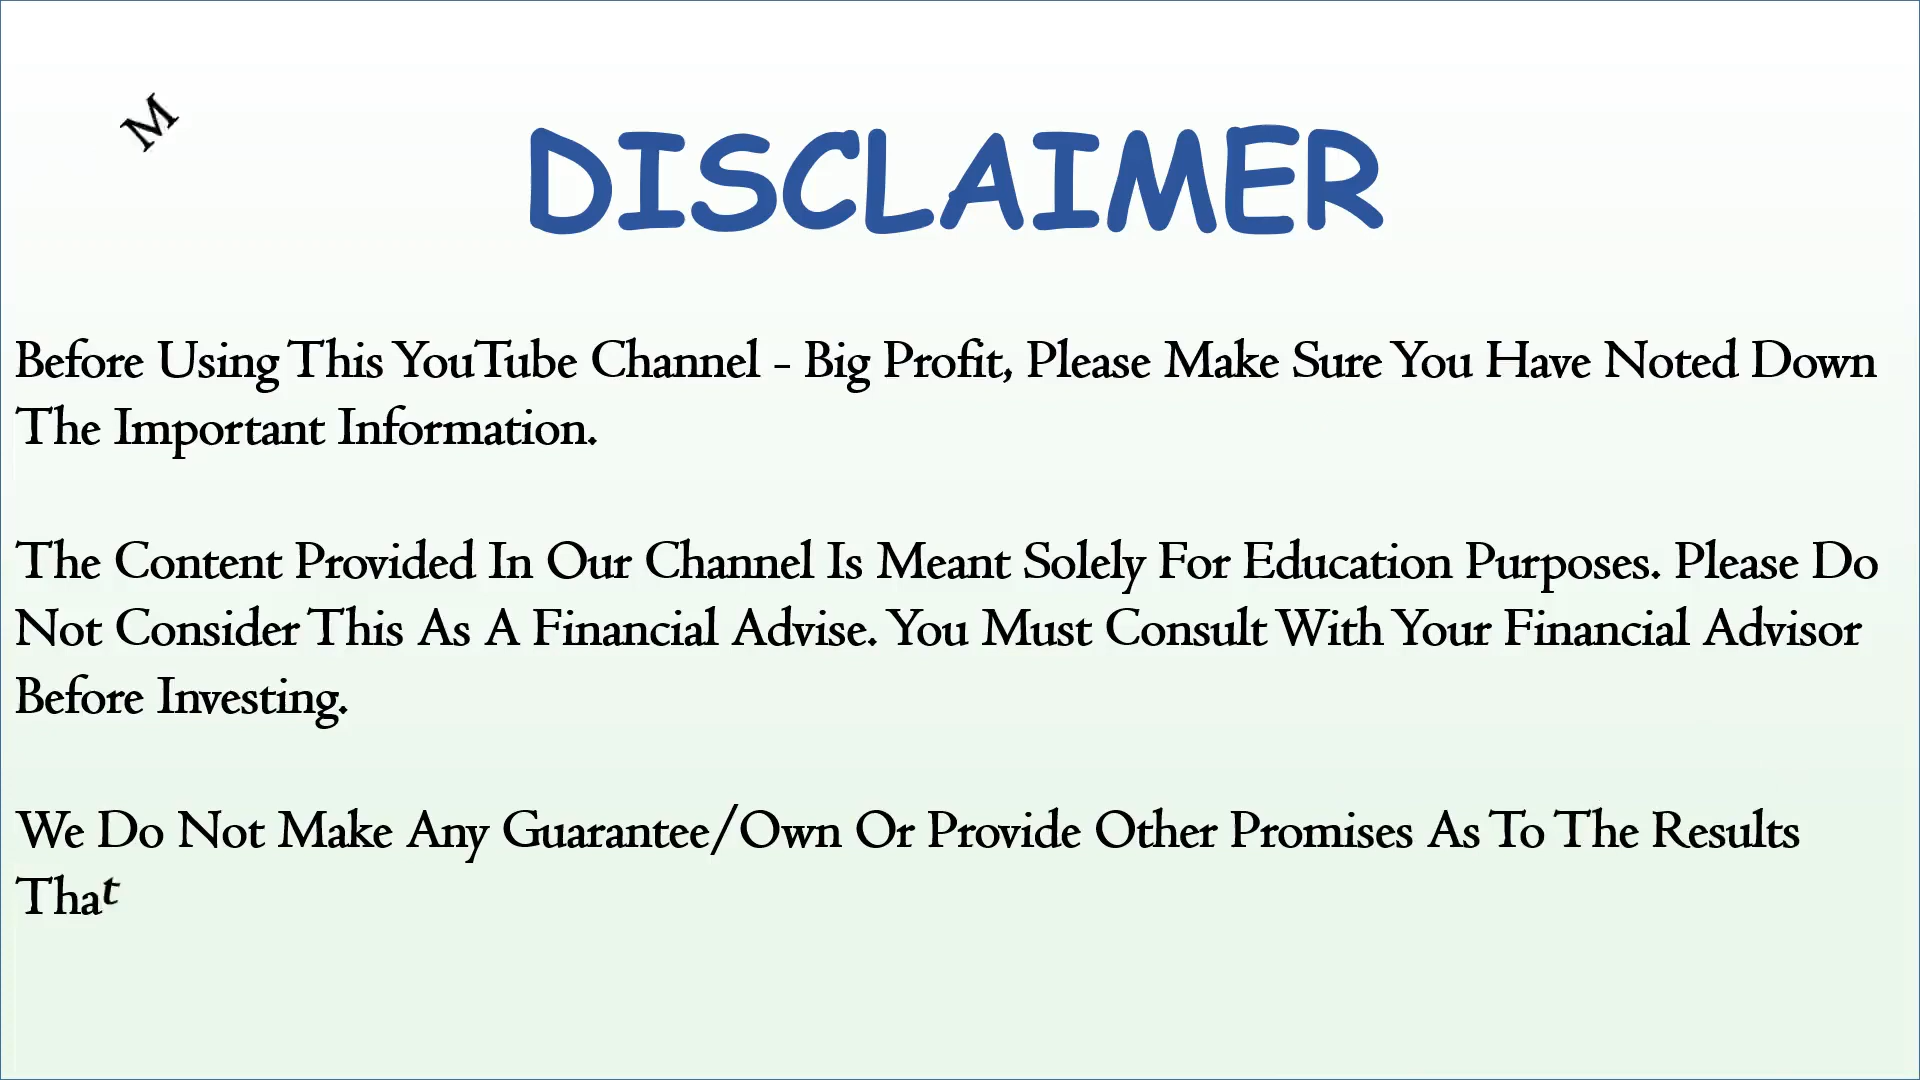 M
DISCLAIMER
Before Using This YouTube Channel - Big Profit, Please Make Sure You Have Noted Down
The Important Information.
The Content Provided In Our Channel Is Meant Solely For Education Purposes. Please Do
Not Consider This As A Financial Advise. You Must Consult With Your Financial Advisor
Before Investing.
We Do Not Make Any Guarantee/Own Or Provide Other Promises As To The Results
That